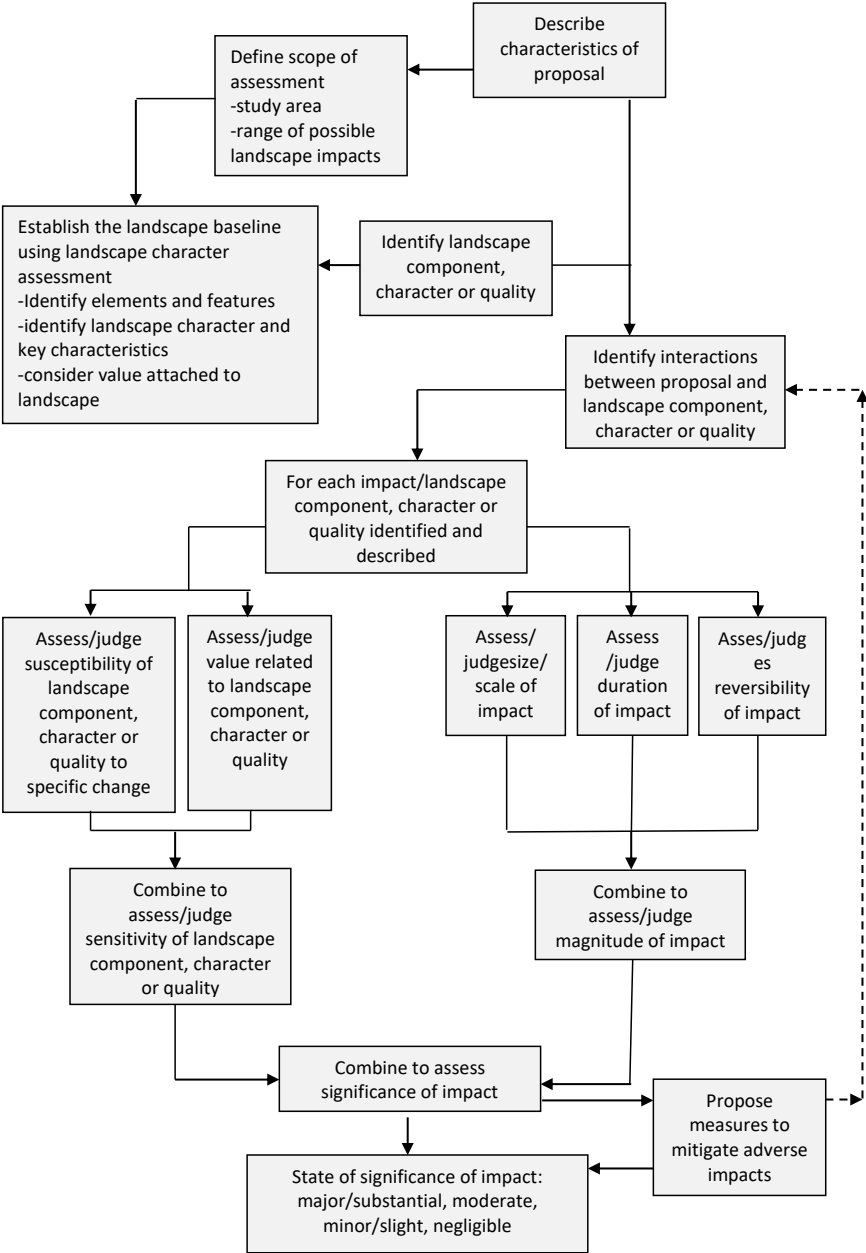 Describe
characteristics of
proposal
Define scope of
assessment
-study area
-range of possible
landscape impacts
Establish the landscape baseline
using landscape character
assessment
-Identify elements and features
-identify landscape character and
key characteristics
-consider value attached to
landscape
Identify landscape
component,
character or quality
Identify interactions
between proposal and
landscape component,
character or quality
For each impact/landscape
component, character or
quality identified and
described
Assess/judge
susceptibility of
landscape
component,
character or
quality to
specific change
Assess/judge
value related
to landscape
component,
character or
quality
Assess/
judgesize/
scale of
impact
Assess
/judge
duration
of impact
Asses/judg
es
reversibility
of impact
Combine to
assess/judge
sensitivity of landscape
component, character
or quality
Combine to
assess/judge
magnitude of impact
Combine to assess
significance of impact
Propose
measures to
mitigate adverse
impacts
State of significance of impact:
major/substantial, moderate,
minor/slight, negligible